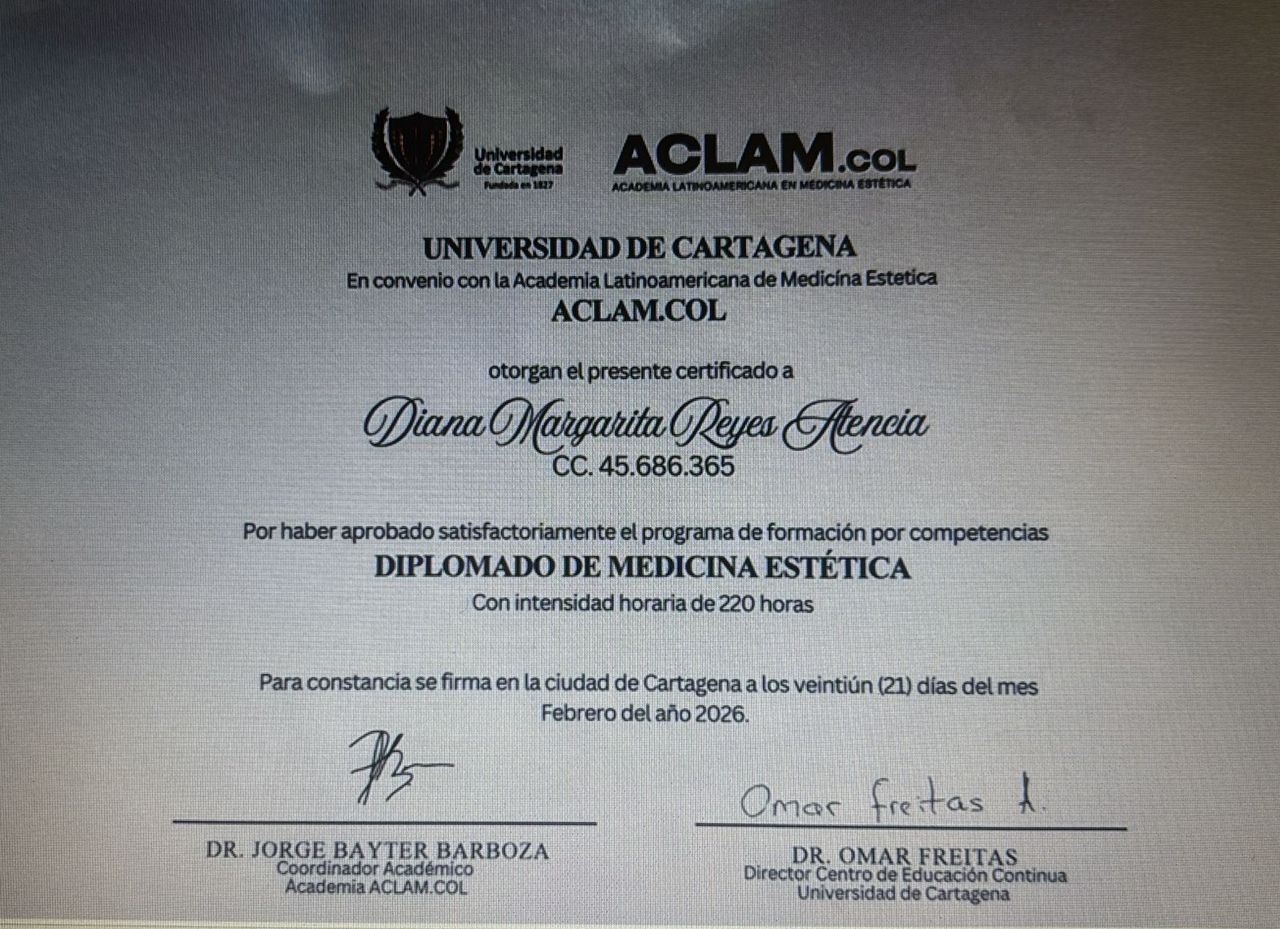 Universidad
de Cartagena
Fundada en 1827
ACLAM.COL
ACADEMIA LATINOAMERICANA EN MEDICINA ESTÉTICA
UNIVERSIDAD DE CARTAGENA
En convenio con la Academia Latinoamericana de Medicína Estetica
ACLAM.COL
otorgan el presente certificado a
Diana Margarita Reyes Atencia
CC. 45.686.365
Por haber aprobado satisfactoriamente el programa de formación por competencias
DIPLOMADO DE MEDICINA ESTÉTICA
Con intensidad horaria de 220 horas
Para constancia se firma en la ciudad de Cartagena a los veintiún (21) días del mes
Febrero del año 2026.
Omar freitas A.
DR. JORGE BAYTER BARBOZA
Coordinador Académico
Academia ACLAM.COL
DR. OMAR FREITAS
Director Centro de Educación Continua
Universidad de Cartagena